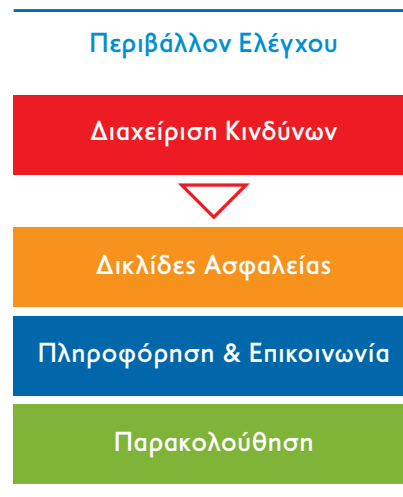 Περιβάλλον Ελέγχου
Διαχείριση Κινδύνων
Δικλίδες Ασφαλείας
Πληροφόρηση & Επικοινωνία
Παρακολούθηση